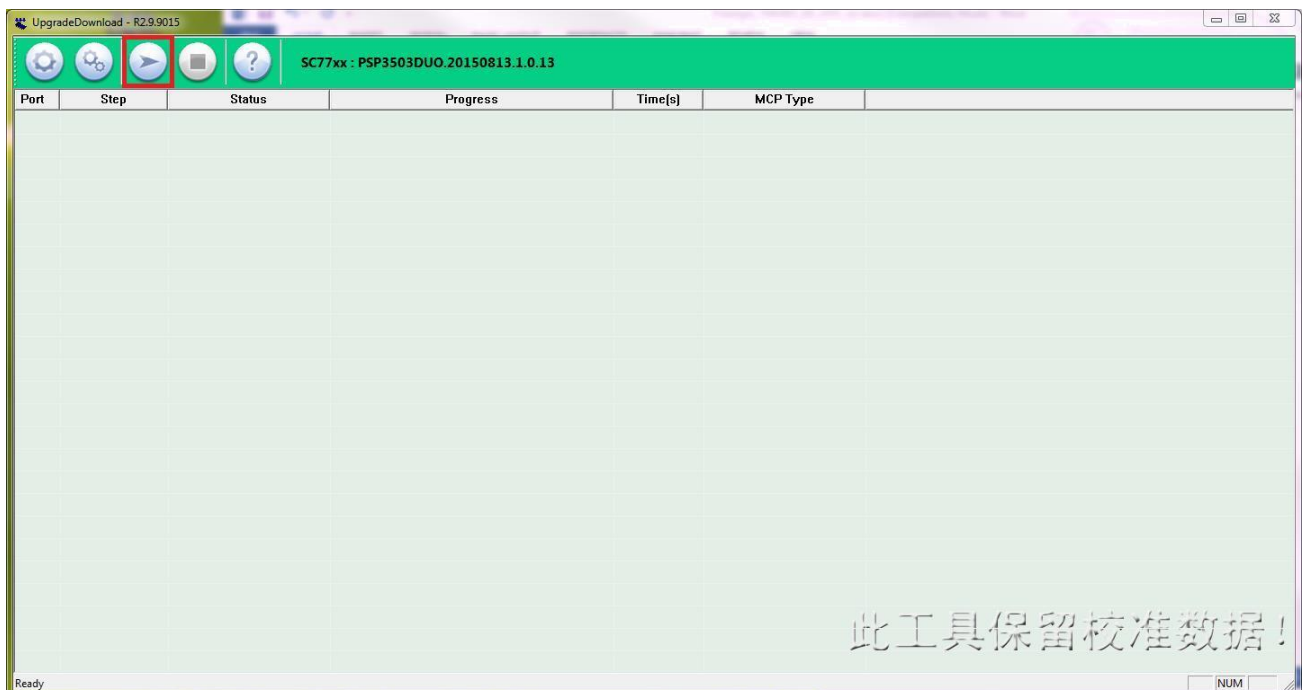 UpgradeDownload - R2.9.9015
SC77xx : PSP3503DUO.20150813.1.0.13
Port Step Status Progress Time(s) MCP Type
此工具保留校准数据!
Ready NUM